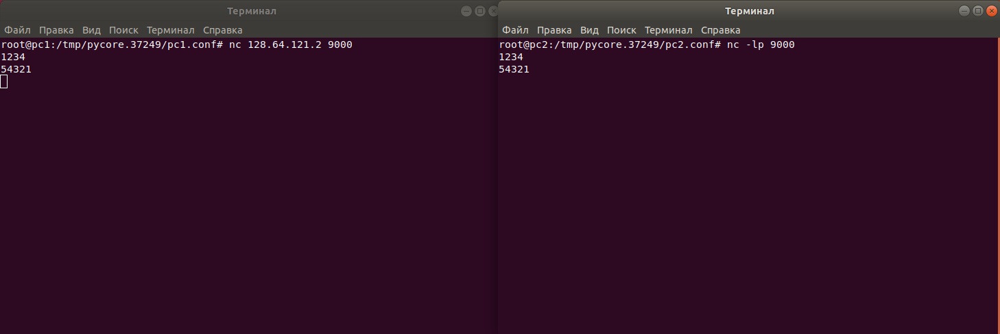 Терминал
Файл Правка Вид Поиск Терминал Справка
root@pc1:/tmp/pycore.37249/pc1.conf# nc 128.64.121.2 9000
1234
54321
Терминал
Файл Правка Вид Поиск Терминал Справка
root@pc2:/tmp/pycore.37249/pc2.conf# nc -lp 9000
1234
54321